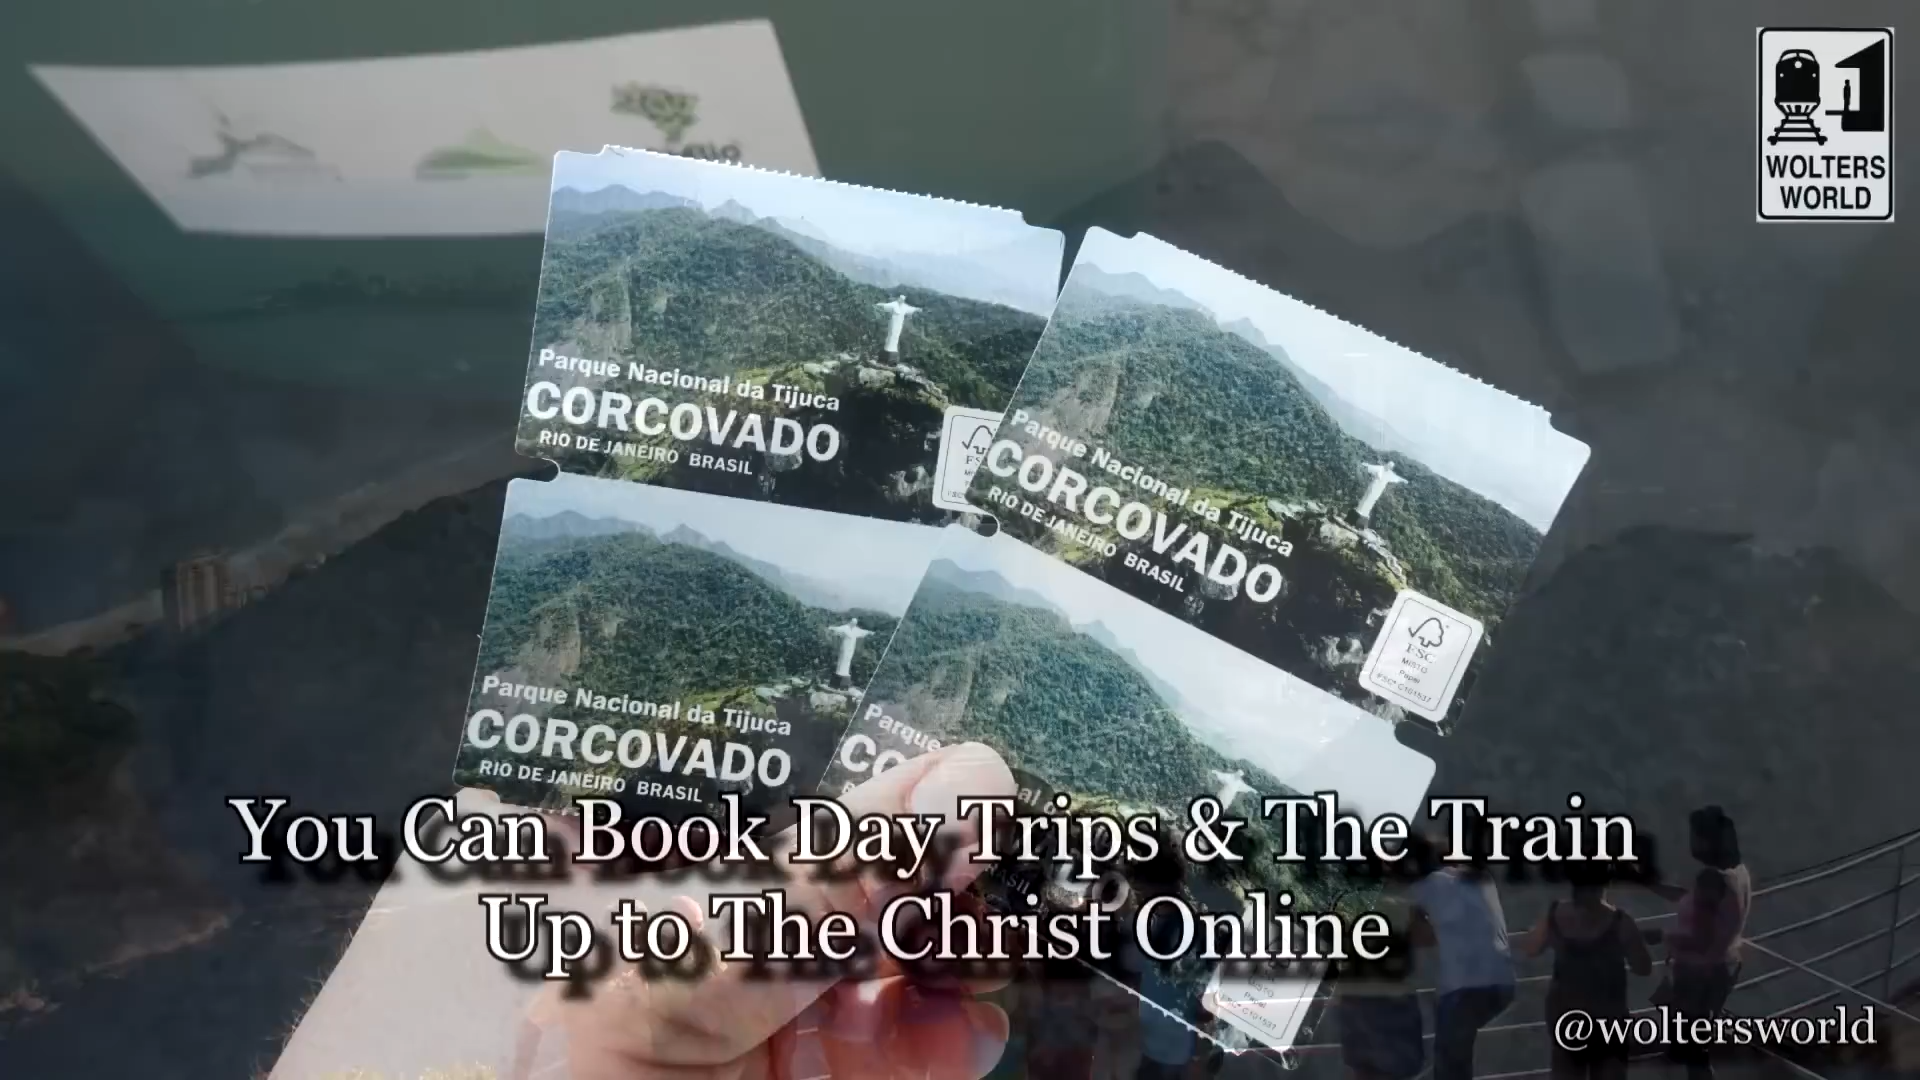 WOLTERS
WORLD
Parque Nacional da Tijuca
CORCOVADO
RIO DE JANEIRO BRASIL
Parque Nacional da Tijuca
CORCOVADO
RIO DE JANEIRO BRASIL
FSC
MISTO
Papel
FSC® C101537
Parque Nacional da Tijuca
CORCOVADO
RIO DE JANEIRO BRASIL
Parque
You Can Book Day Trips & The Train
Up to The Christ Online
@woltersworld